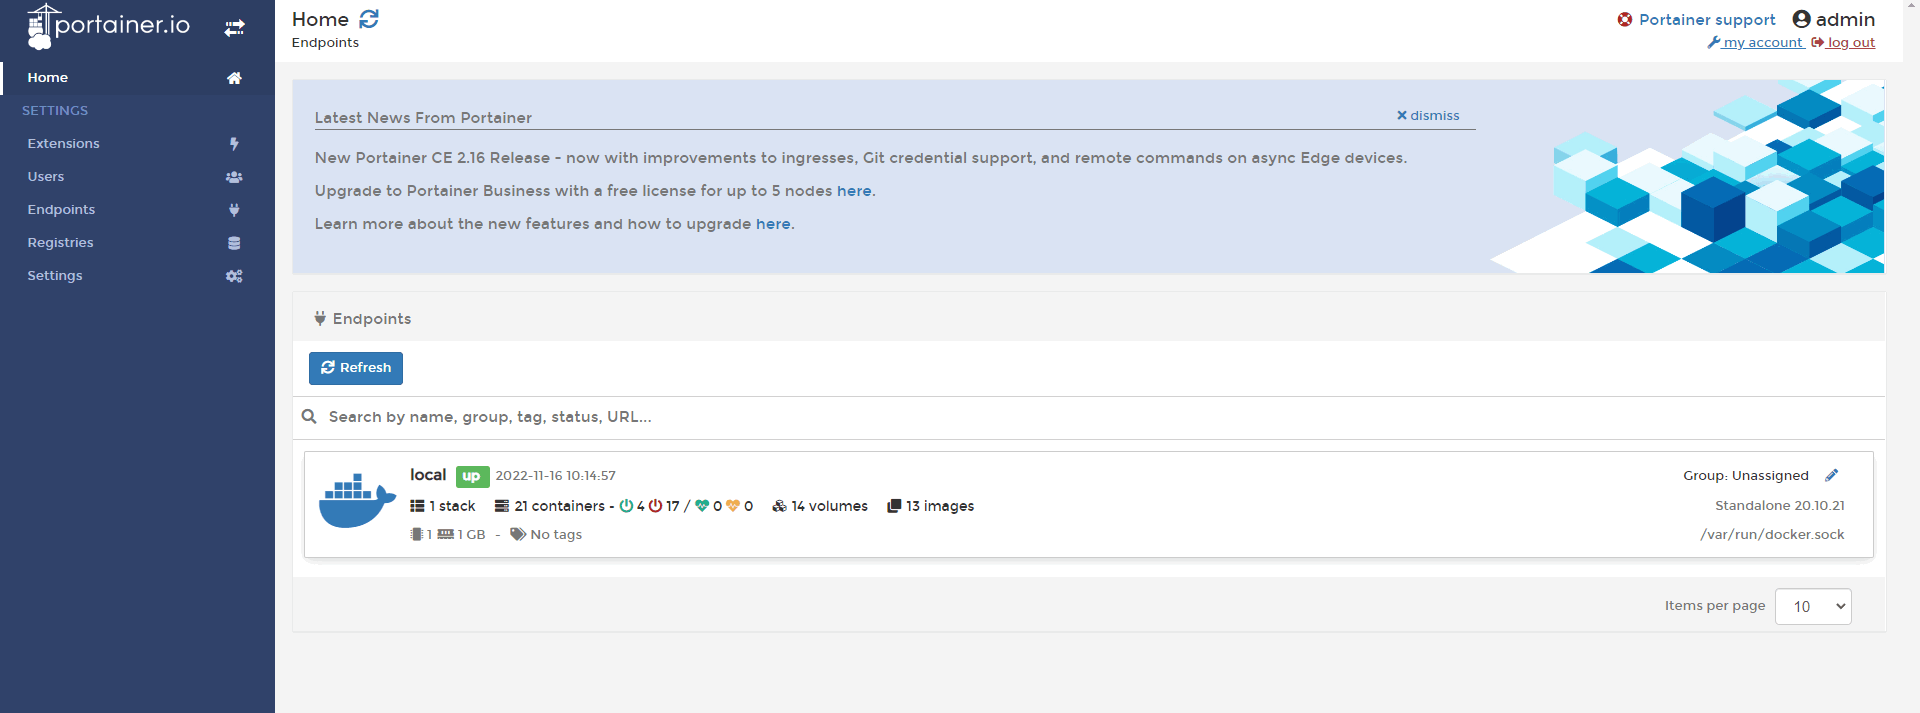 portainer.io
Home
SETTINGS
Extensions
Users
Endpoints
Registries
Settings
Home
Endpoints
Portainer support admin
my account log out
Latest News From Portainer
dismiss
New Portainer CE 2.16 Release - now with improvements to ingresses, Git credential support, and remote commands on async Edge devices.
Upgrade to Portainer Business with a free license for up to 5 nodes here.
Learn more about the new features and how to upgrade here.
Endpoints
Refresh
Search by name, group, tag, status, URL...
local up 2022-11-16 10:14:57
Group: Unassigned
1 stack 21 containers - 4 17 / 0 0 14 volumes 13 images
Standalone 20.10.21
1 1 GB - No tags
/var/run/docker.sock
Items per page 10